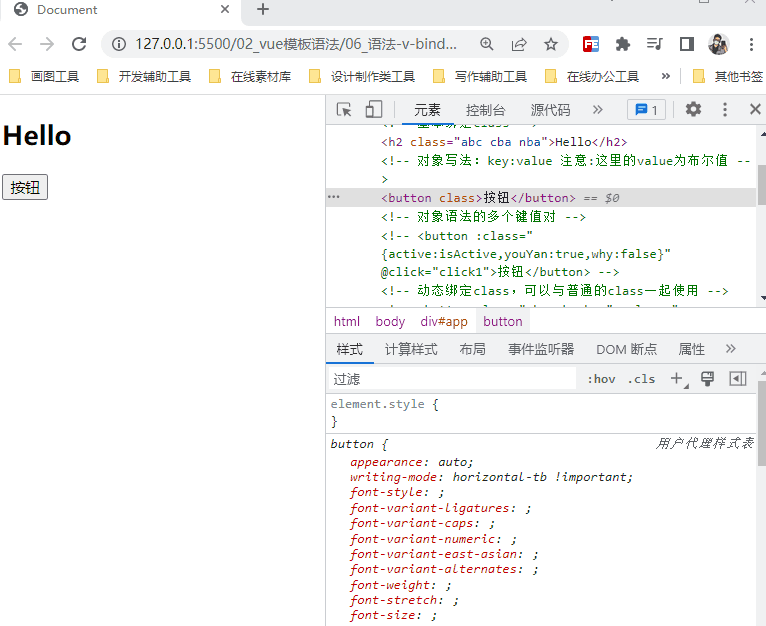 Document
127.0.0.1:5500/02_vue模板语法/06_语法-v-bind...
画图工具 开发辅助工具 在线素材库 设计制作类工具 写作辅助工具 在线办公工具 » 其他书签
Hello
按钮
元素 控制台 源代码 » 1
<h2 class="abc cba nba">Hello</h2>
<!-- 对象写法: key:value 注意:这里的value为布尔值 --
>
<button class>按钮</button> == $0
<!-- 对象语法的多个键值对 -->
<!-- <button :class="
{active:isActive,youYan:true,why:false}"
@click="click1">按钮</button> -->
<!-- 动态绑定class，可以与普通的class一起使用 -->
html body div#app button
样式 计算样式 布局 事件监听器 DOM 断点 属性 »
过滤 :hov .cls
element.style {
}
button { 用户代理样式表
appearance: auto;
writing-mode: horizontal-tb !important;
font-style: ;
font-variant-ligatures: ;
font-variant-caps: ;
font-variant-numeric: ;
font-variant-east-asian: ;
font-variant-alternates: ;
font-weight: ;
font-stretch: ;
font-size: ;